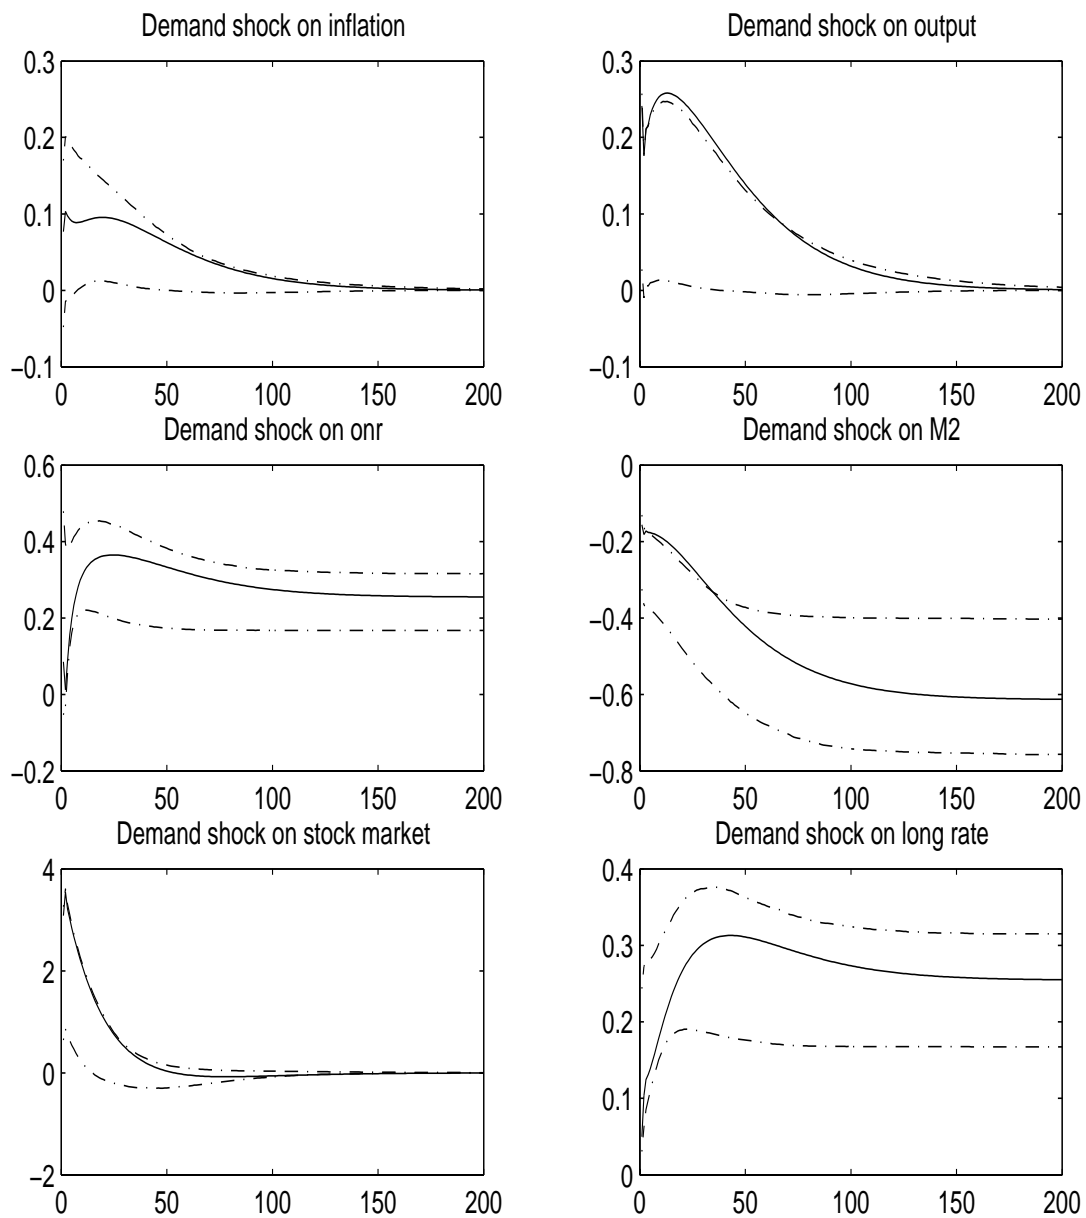 Demand shock on inflation
Demand shock on output
0.3
0.2
0.1
0
−0.1
0 50 100 150 200
0.3
0.2
0.1
0
−0.1
0 50 100 150 200
Demand shock on onr
Demand shock on M2
0.6
0.4
0.2
0
−0.2
0 50 100 150 200
0
−0.2
−0.4
−0.6
−0.8
0 50 100 150 200
Demand shock on stock market
Demand shock on long rate
4
2
0
−2
0 50 100 150 200
0.4
0.3
0.2
0.1
0
0 50 100 150 200